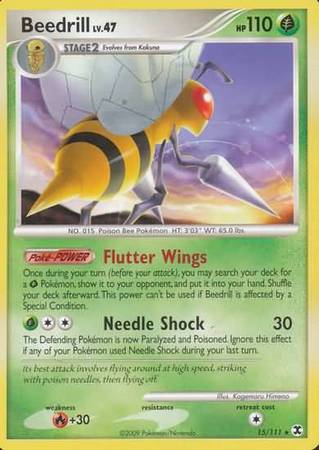 Beedrill LV.47
HP 110
STAGE 2 Evolves from Kakuna
NO. 015 Poison Bee Pokémon HT: 3'03" WT: 65.0 lbs.
Poké-POWER Flutter Wings
Once during your turn (before your attack), you may search your deck for
a Pokémon, show it to your opponent, and put it into your hand. Shuffle
your deck afterward. This power can't be used if Beedrill is affected by a
Special Condition.
Needle Shock 30
The Defending Pokémon is now Paralyzed and Poisoned. Ignore this
effect if any of your Pokémon used Needle Shock during your last turn.
its best attack involves flying around at high speed, striking
with poison needles, then flying off.
Illus. Kagemaru Himeno
weakness resistance retreat cost
+30
©2009 Pokémon/Nintendo 15/111